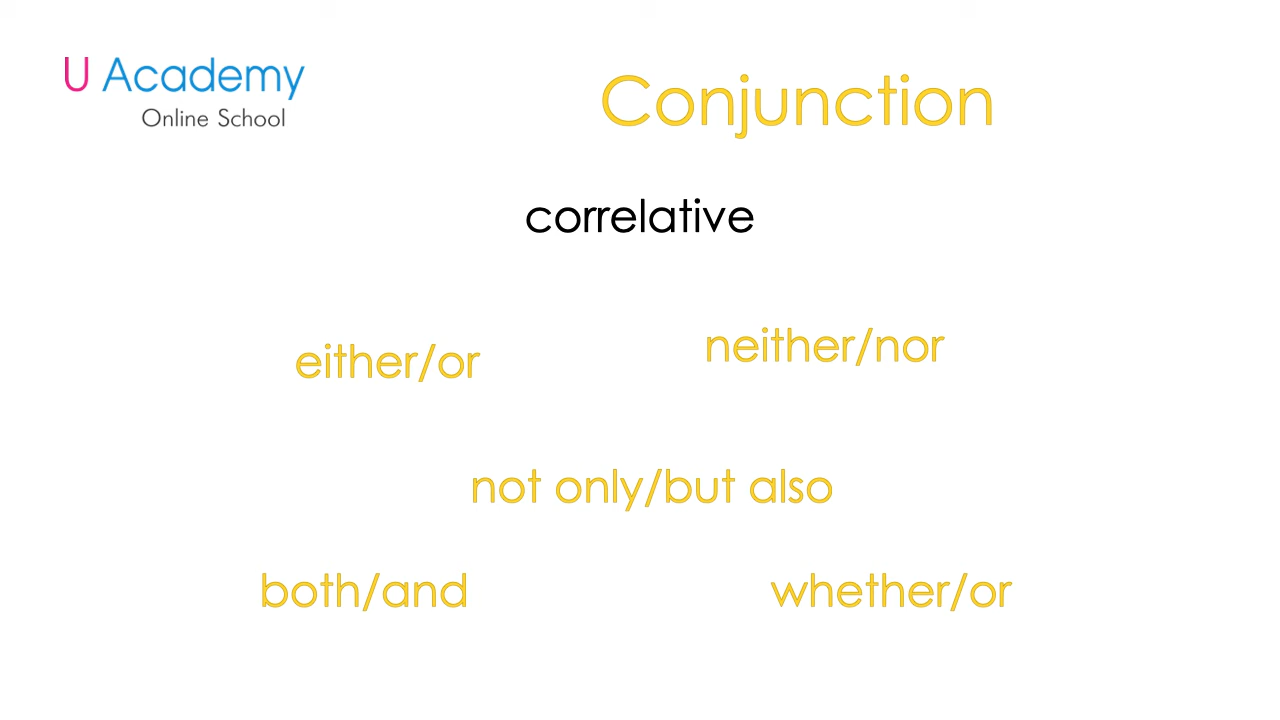 U Academy
Online School
Conjunction
correlative
either/or
neither/nor
not only/but also
both/and
whether/or